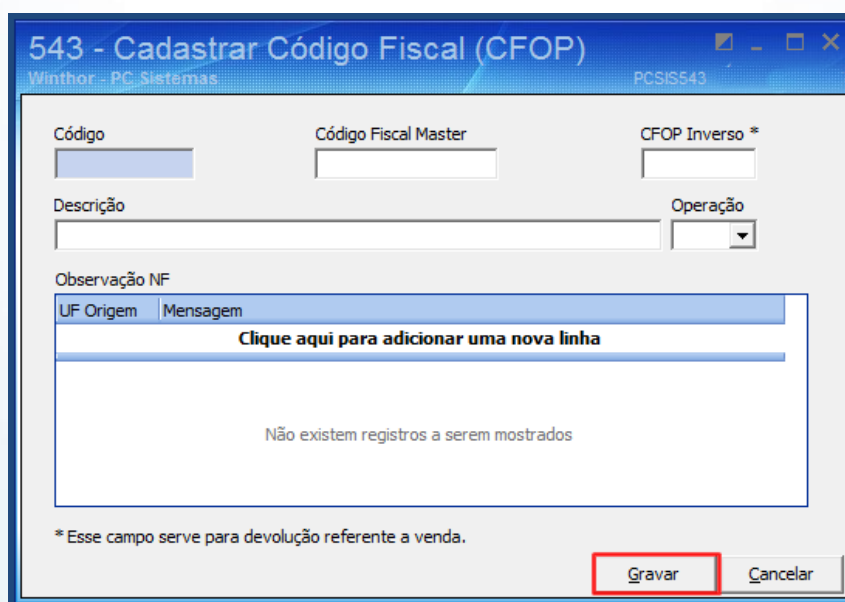 543 - Cadastrar Código Fiscal (CFOP)
Winthor - PC Sistemas PCSIS543
Código Código Fiscal Master CFOP Inverso *
Descrição Operação
Observação NF
UF Origem Mensagem
Clique aqui para adicionar uma nova linha
Não existem registros a serem mostrados
* Esse campo serve para devolução referente a venda.
Gravar Cancelar